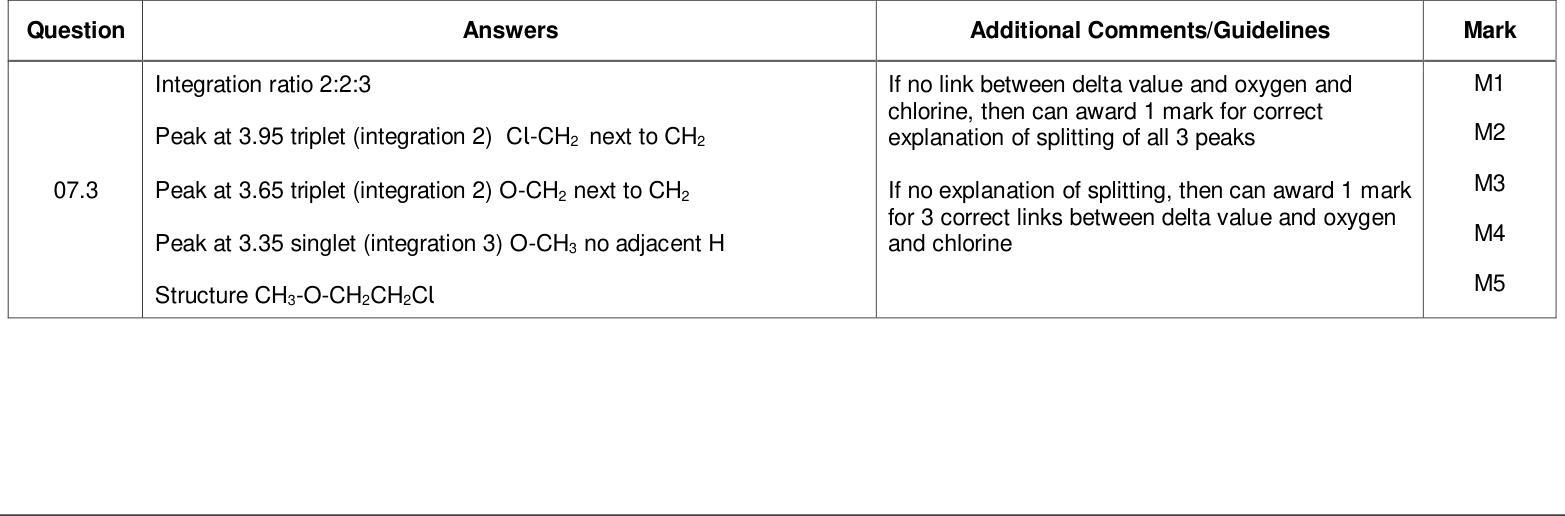 Question Answers Additional Comments/Guidelines Mark
07.3
Integration ratio 2:2:3
Peak at 3.95 triplet (integration 2) Cl-CH₂ next to CH₂
Peak at 3.65 triplet (integration 2) O-CH₂ next to CH₂
Peak at 3.35 singlet (integration 3) O-CH₃ no adjacent H
Structure CH₃-O-CH₂CH₂Cl
If no link between delta value and oxygen and
chlorine, then can award 1 mark for correct
explanation of splitting of all 3 peaks
If no explanation of splitting, then can award 1 mark
for 3 correct links between delta value and oxygen
and chlorine
M1
M2
M3
M4
M5